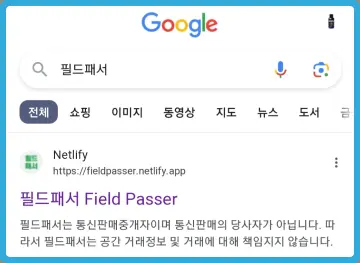 Google
필드패서
전체 쇼핑 이미지 동영상 지도 뉴스 도서 금
필드
패서
Netlify
https://fieldpasser.netlify.app
필드패서 Field Passer
필드패서는 통신판매중개자이며 통신판매의 당사자가 아닙니다. 따
라서 필드패서는 공간 거래정보 및 거래에 대해 책임지지 않습니다.